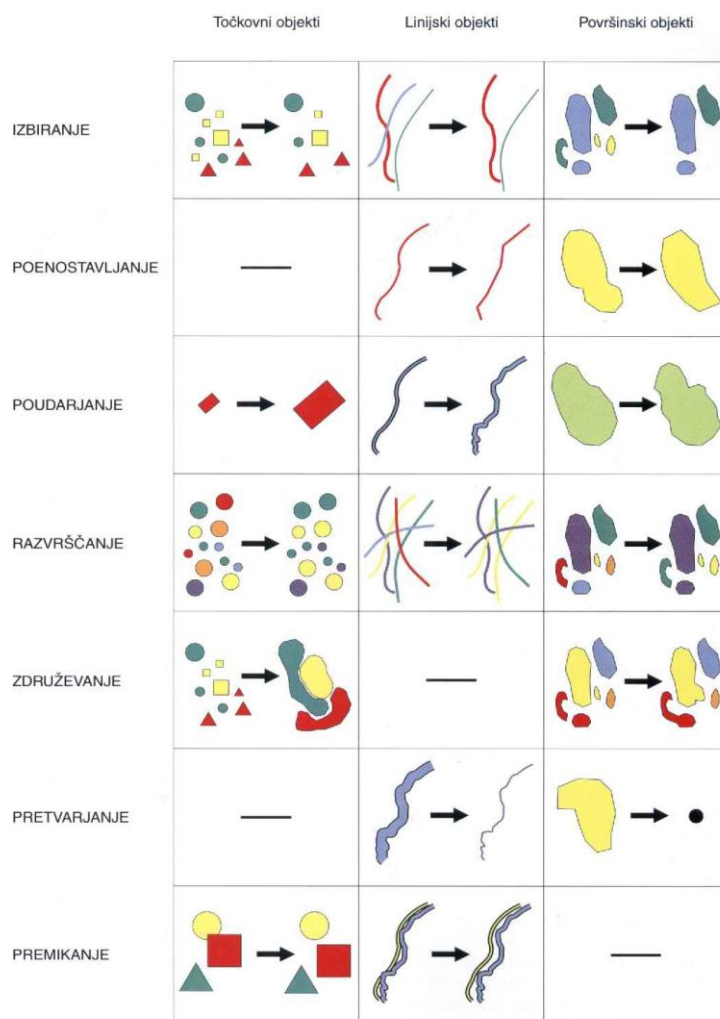 Točkovni objekti Linijski objekti Površinski objekti
IZBIRANJE
POENOSTAVLJANJE
POUDARJANJE
RAZVRŠČANJE
ZDRUŽEVANJE
PRETVARJANJE
PREMIKANJE